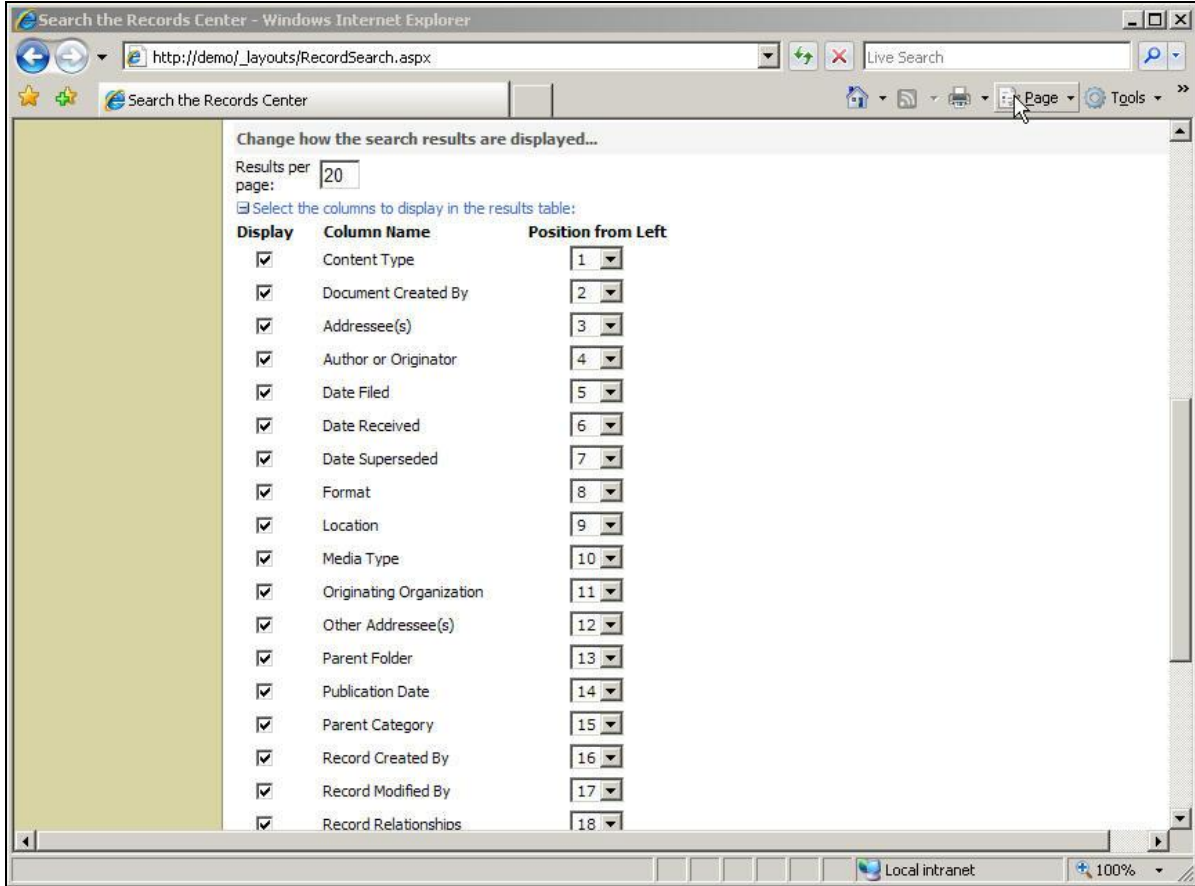 Search the Records Center - Windows Internet Explorer
http://demo/_layouts/RecordSearch.aspx
Live Search
Search the Records Center
Page
Tools
»
Change how the search results are displayed...
Results per page:
20
Select the columns to display in the results table:
Display Column Name Position from Left
Content Type 1
Document Created By 2
Addressee(s) 3
Author or Originator 4
Date Filed 5
Date Received 6
Date Superseded 7
Format 8
Location 9
Media Type 10
Originating Organization 11
Other Addressee(s) 12
Parent Folder 13
Publication Date 14
Parent Category 15
Record Created By 16
Record Modified By 17
Record Relationships 18
Local intranet
100%